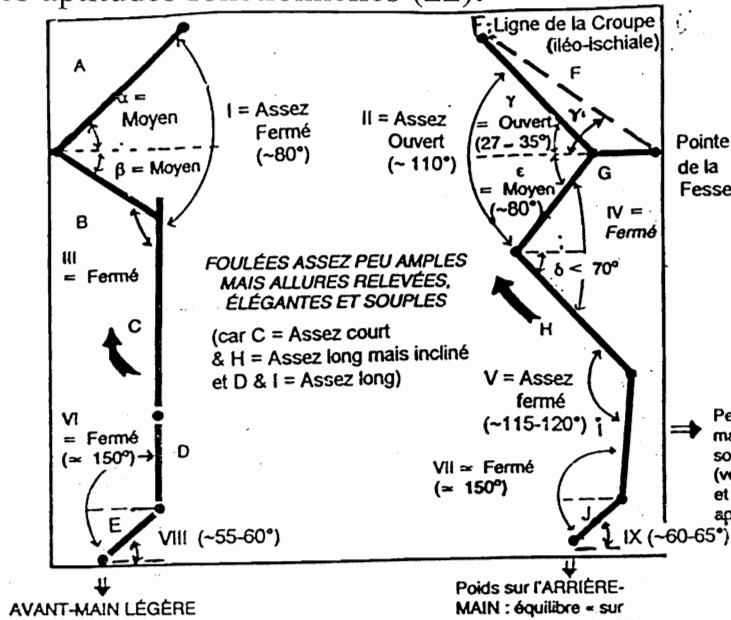 aptitudes fonctionnelles (22).
F: Ligne de la Croupe
(iléo-ischiale)
A
F
α =
Moyen
I = Assez
Fermé
(~80°)
II = Assez
Ouvert
(~ 110°)
γ
γ'
= Ouvert
(27 - 35°)
Pointe
de la
Fesse
β = Moyen
ε
= Moyen
(~80°)
G
B
IV =
Fermé
III
= Fermé
FOULÉES ASSEZ PEU AMPLES
MAIS ALLURES RELEVÉES,
ÉLÉGANTES ET SOUPLES
δ < 70°
C
H
(car C = Assez court
& H = Assez long mais incliné
et D & I = Assez long)
V = Assez
fermé
(~115-120°)
VI
= Fermé
(≃ 150°)
D
VII ≃ Fermé
(≃ 150°)
E
VIII (~55-60°)
J
IX (~60-65°)
AVANT-MAIN LÉGÈRE
Poids sur l'ARRIÈRE-
MAIN : équilibre « sur